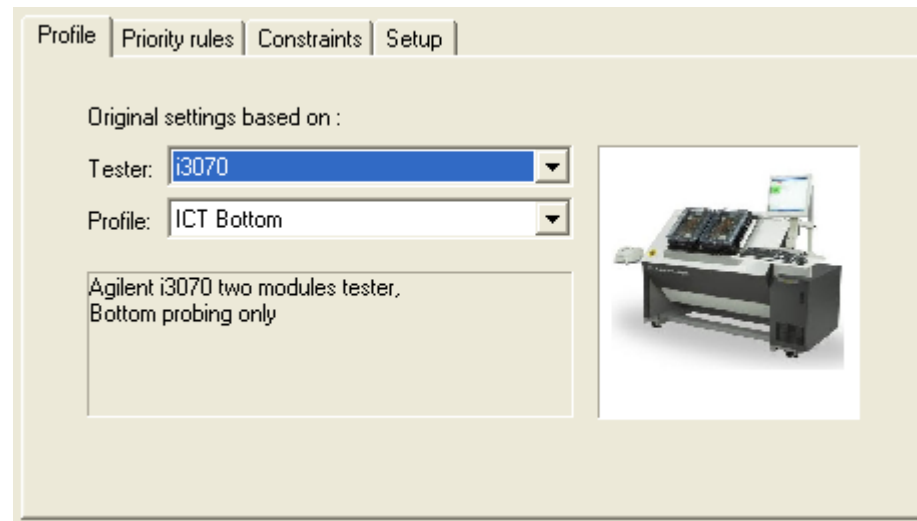 Profile Priority rules Constraints Setup
Original settings based on :
Tester: i3070
Profile: ICT Bottom
Agilent i3070 two modules tester,
Bottom probing only